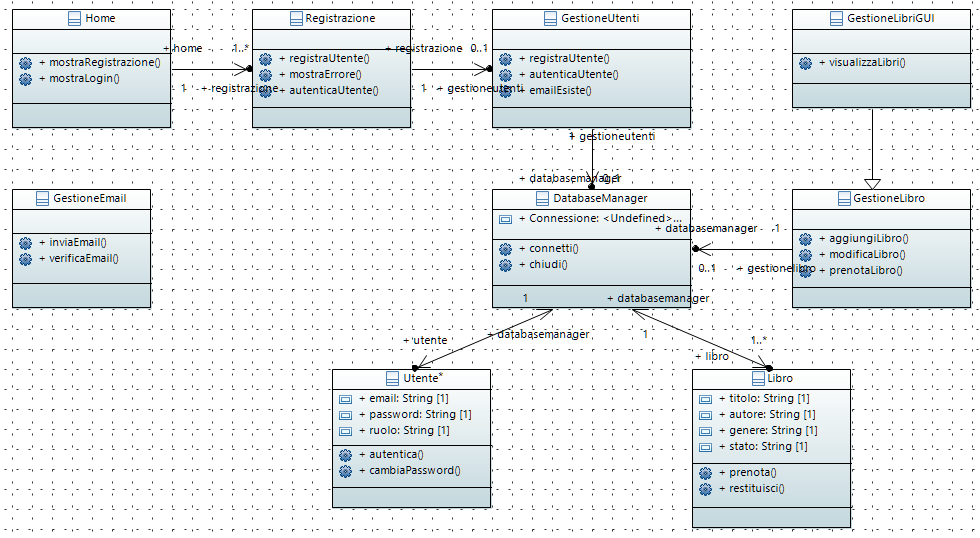 Home
+ mostraRegistrazione()
+ mostraLogin()
+ home
1..*
1
+ registrazione
Registrazione
+ registraUtente()
+ mostraErrore()
+ autenticaUtente()
+ registrazione
0..1
1
+ gestioneutenti
GestioneUtenti
+ registraUtente()
+ autenticaUtente()
+ emailEsiste()
GestioneLibriGUI
+ visualizzaLibri()
1
+ gestioneutenti
+ databasemanager
GestioneEmail
+ inviaEmail()
+ verificaEmail()
DatabaseManager
+ Connessione: <Undefined>...
+ connetti()
+ chiudi()
+ databasemanager
1
0..1
+ gestionelibro
GestioneLibro
+ aggiungiLibro()
+ modificaLibro()
+ prenotaLibro()
1
+ databasemanager
+ utente
+ databasemanager
1
1..*
+ libro
Utente
*
+ email: String [1]
+ password: String [1]
+ ruolo: String [1]
+ autentica()
+ cambiaPassword()
Libro
+ titolo: String [1]
+ autore: String [1]
+ genere: String [1]
+ stato: String [1]
+ prenota()
+ restituisci()